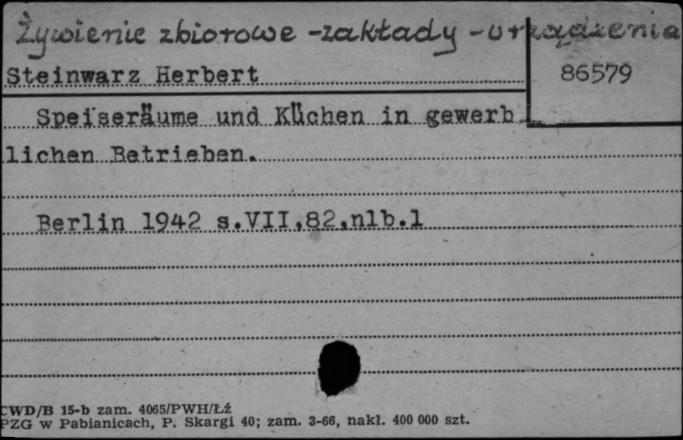 Żywienie zbiorowe - zakłady - urządzenia
Steinwarz Herbert
86579
Speiseräume und Küchen in gewerb
lichen Betrieben.
Berlin 1942 s.VII,82,nlb.1
CWD/B 15-b zam. 4065/PWH/Łź
PZG w Pabianicach, P. Skargi 40; zam. 3-66, nakł. 400 000 szt.